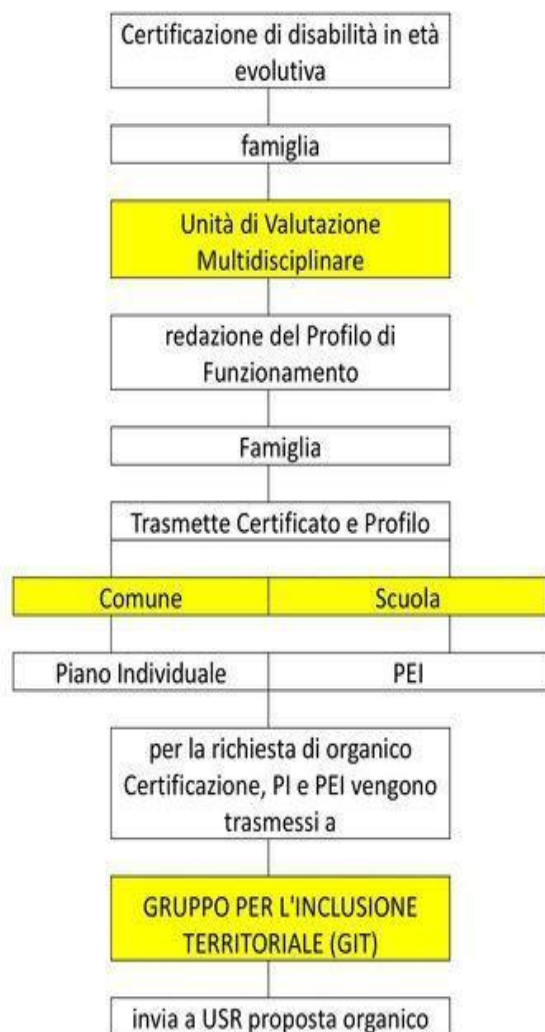 Certificazione di disabilità in età
evolutiva
famiglia
Unità di Valutazione
Multidisciplinare
redazione del Profilo di
Funzionamento
Famiglia
Trasmette Certificato e Profilo
Comune
Scuola
Piano Individuale
PEI
per la richiesta di organico
Certificazione, PI e PEI vengono
trasmessi a
GRUPPO PER L'INCLUSIONE
TERRITORIALE (GIT)
invia a USR proposta organico